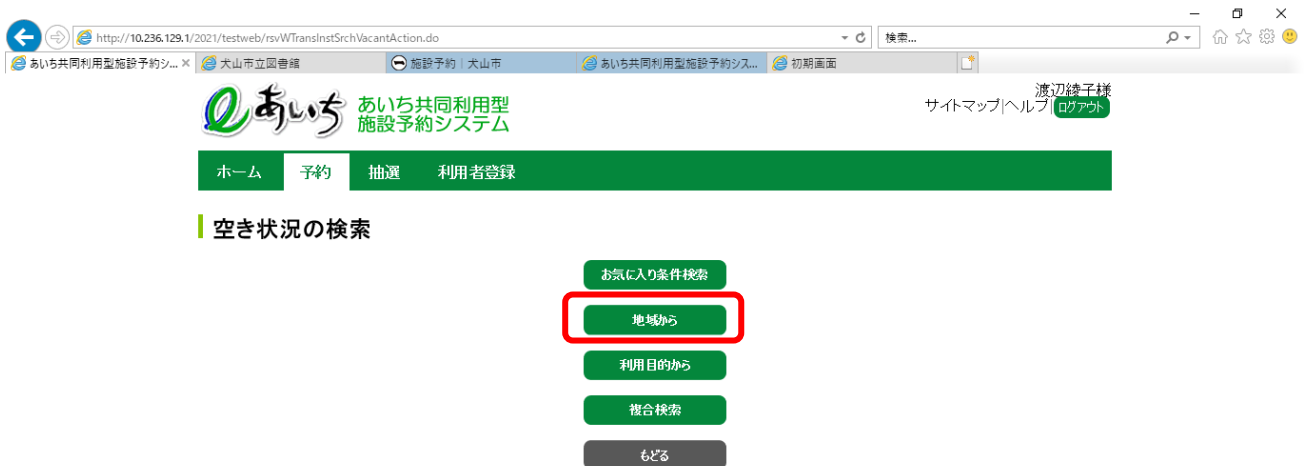 http://10.236.129.1/2021/testweb/rsvWTransInstSrchVacantAction.do
検索...
あいち共同利用型施設予約シ...
犬山市立図書館
施設予約｜犬山市
あいち共同利用型施設予約シス...
初期画面
あいち
あいち共同利用型
施設予約システム
渡辺綾子様
サイトマップ|ヘルプ|ログアウト
ホーム 予約 抽選 利用者登録
空き状況の検索
お気に入り条件検索
地域から
利用目的から
複合検索
もどる